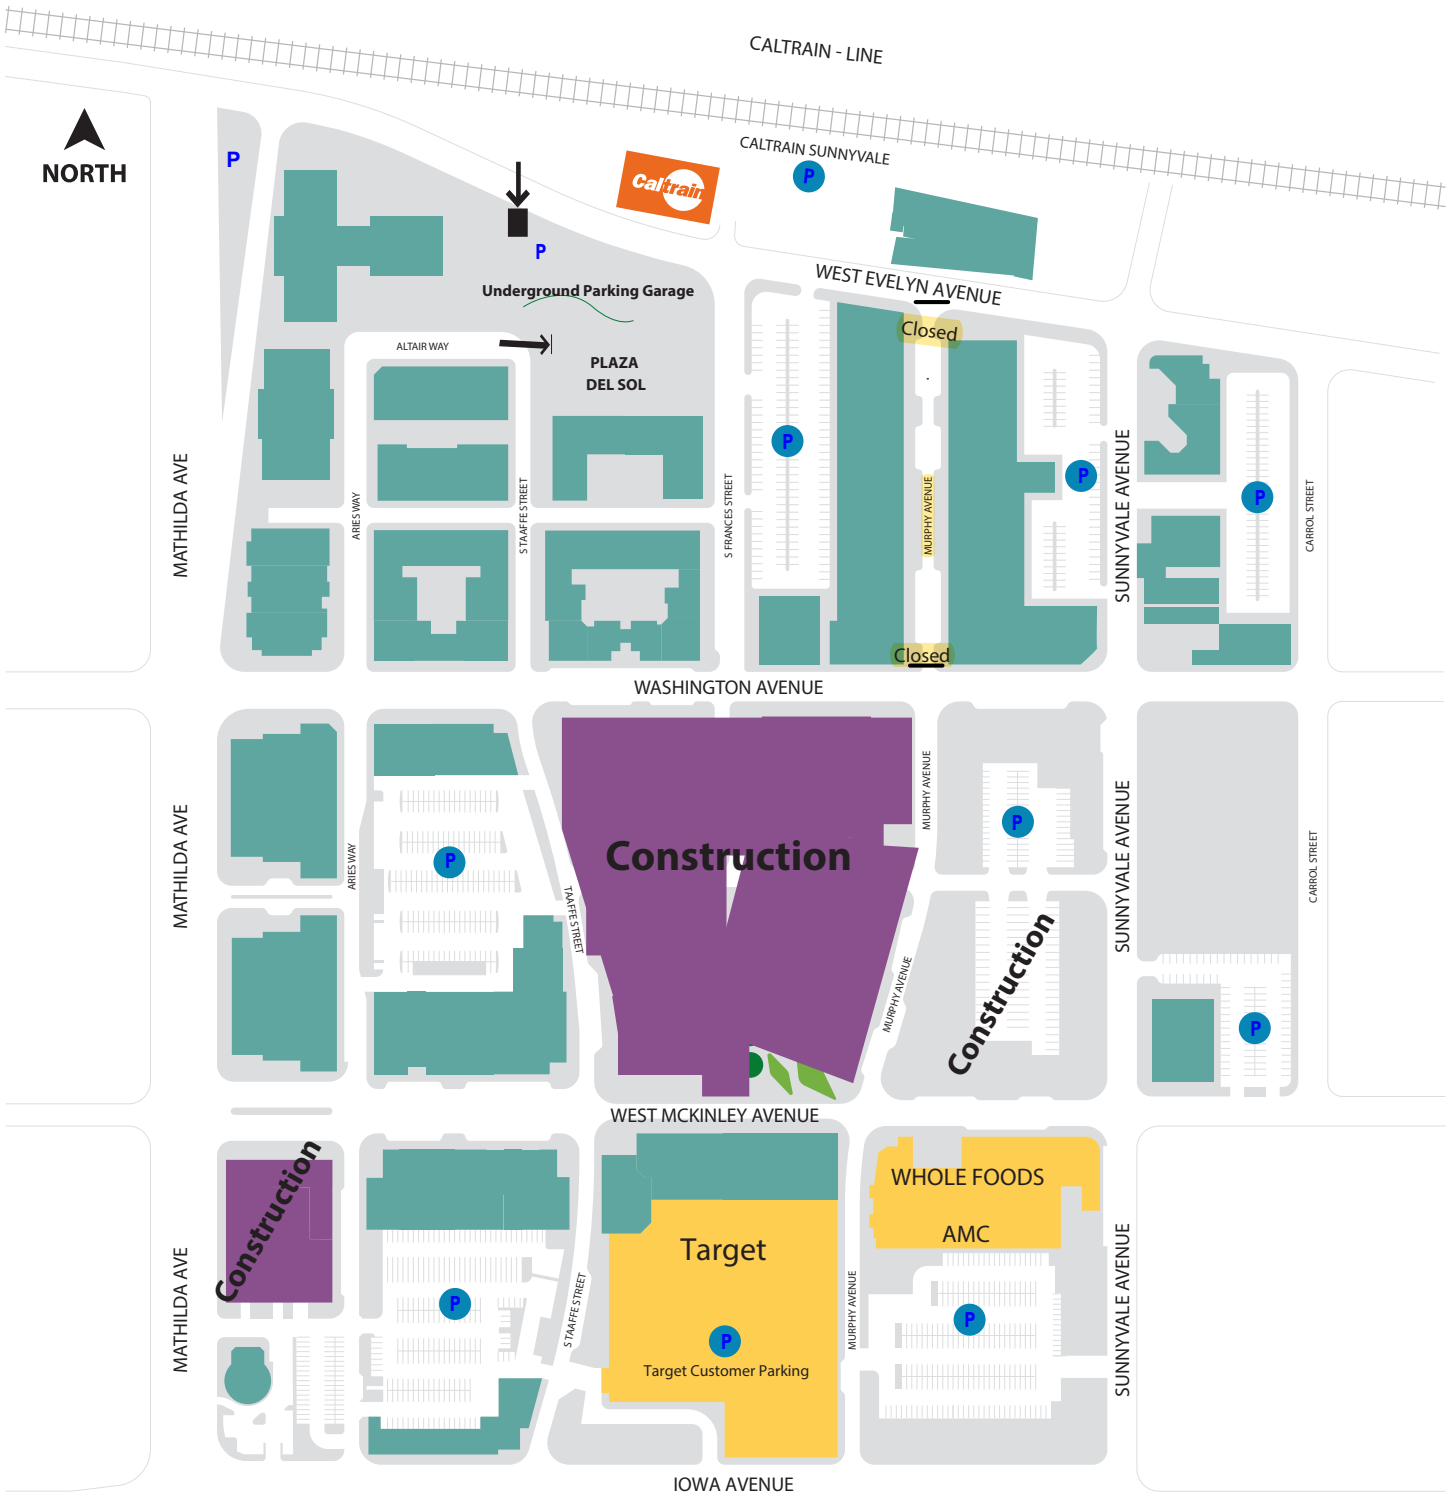 CALTRAIN - LINE
NORTH
P
CALTRAIN SUNNYVALE
P
Caltrain
P
Underground Parking Garage
WEST EVELYN AVENUE
Closed
ALTAIR WAY
PLAZA
DEL SOL
P
P
P
MATHILDA AVE
ARIES WAY
S TAAFFE STREET
S FRANCES STREET
MURPHY AVENUE
SUNNYVALE AVENUE
CARROL STREET
Closed
WASHINGTON AVENUE
MATHILDA AVE
ARIES WAY
P
TAAFFE STREET
Construction
MURPHY AVENUE
P
SUNNYVALE AVENUE
CARROL STREET
MURPHY AVENUE
Construction
P
WEST MCKINLEY AVENUE
Construction
MATHILDA AVE
P
S TAAFFE STREET
Target
P
Target Customer Parking
MURPHY AVENUE
WHOLE FOODS
AMC
P
SUNNYVALE AVENUE
IOWA AVENUE